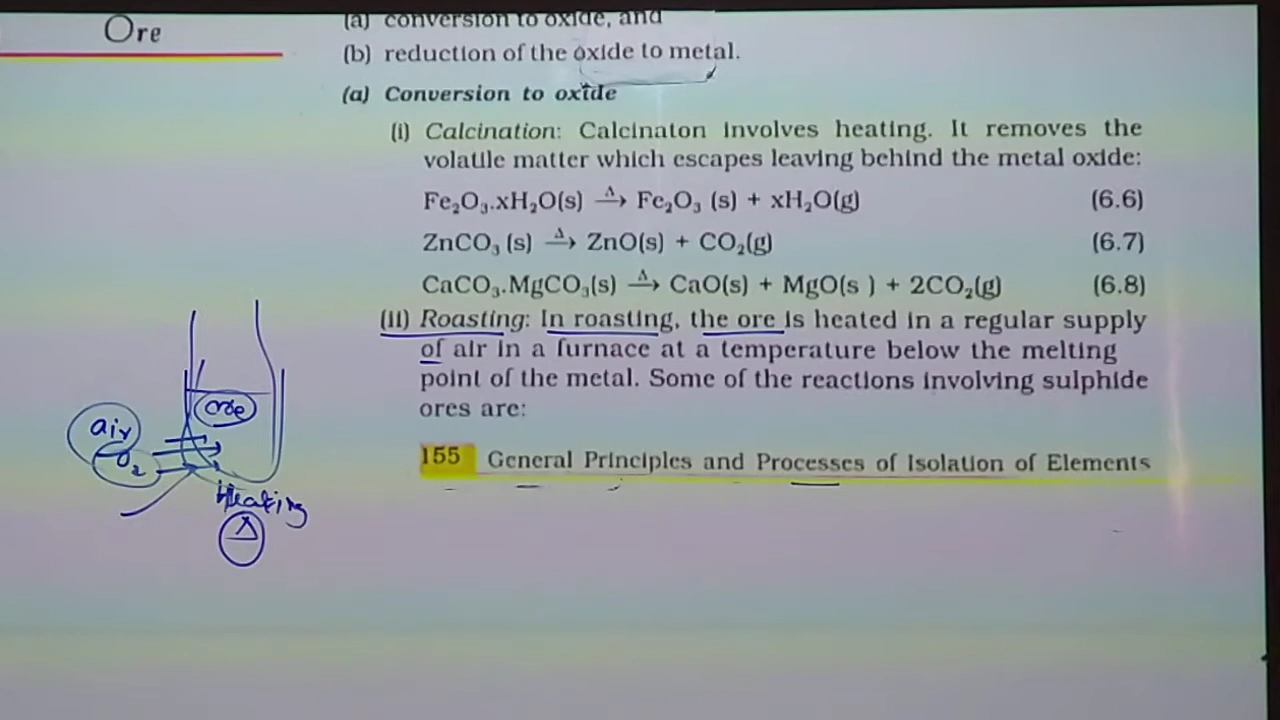 Ore
(a) conversion to oxide, and
(b) reduction of the oxide to metal.
(a) Conversion to oxide
(i) Calcination: Calcinaton involves heating. It removes the
volatile matter which escapes leaving behind the metal oxide:
Fe₂O₃.xH₂O(s) →Δ Fe₂O₃ (s) + xH₂O(g) (6.6)
ZnCO₃ (s) →Δ ZnO(s) + CO₂(g) (6.7)
CaCO₃.MgCO₃(s) →Δ CaO(s) + MgO(s ) + 2CO₂(g) (6.8)
(ii) Roasting: In roasting, the ore is heated in a regular supply
of air in a furnace at a temperature below the melting
point of the metal. Some of the reactions involving sulphide
ores are:
ore
air
O₂
Heating
Δ
155 General Principles and Processes of Isolation of Elements